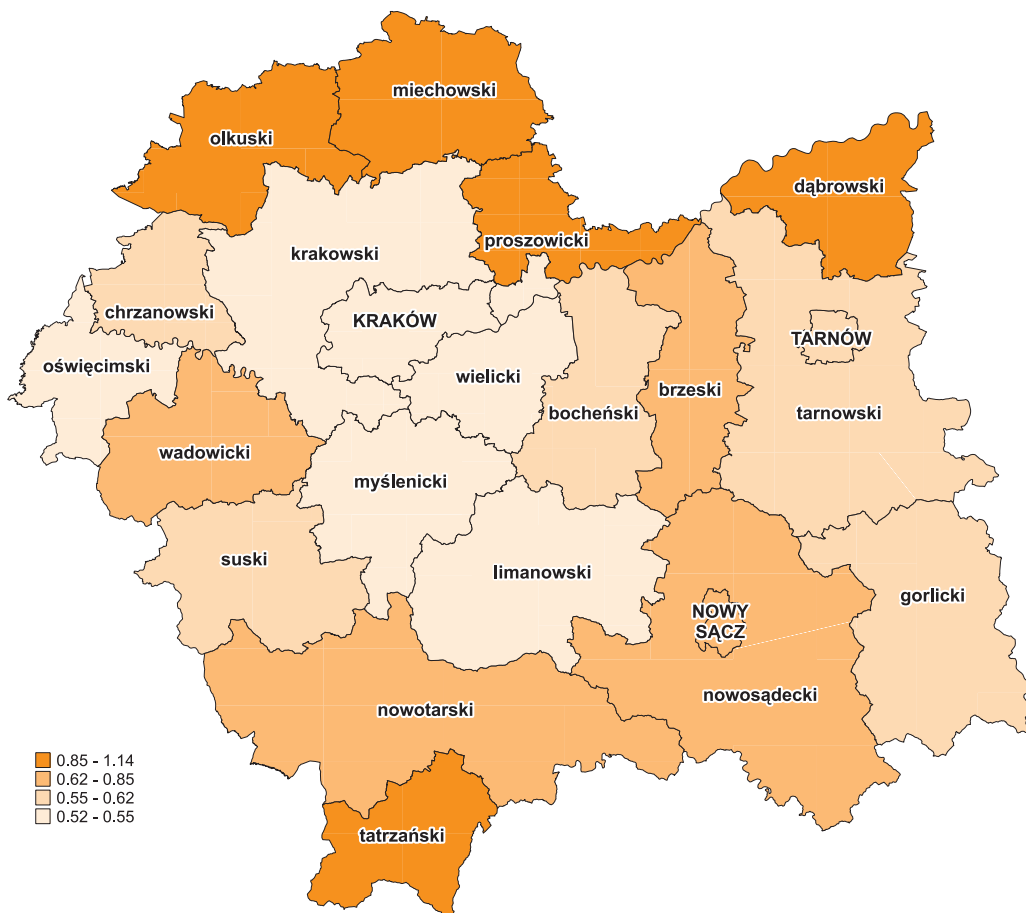 miechowski
olkuski
dąbrowski
proszowicki
krakowski
chrzanowski
KRAKÓW
TARNÓW
oświęcimski
wielicki
brzeski
bocheński
tarnowski
wadowicki
myślenicki
suski
limanowski
gorlicki
NOWY
SĄCZ
nowosądecki
nowotarski
0.85 - 1.14
0.62 - 0.85
0.55 - 0.62
0.52 - 0.55
tatrzański